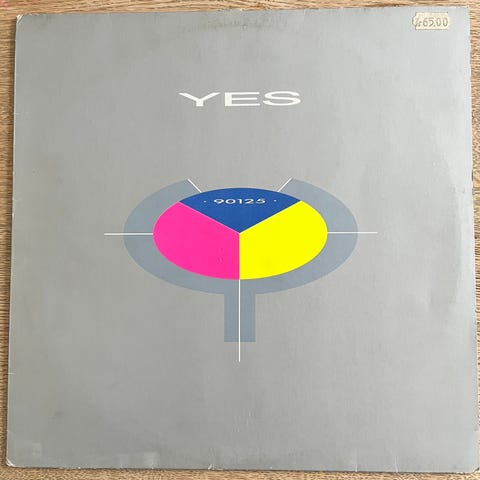 65.00
YES
· 90125 ·